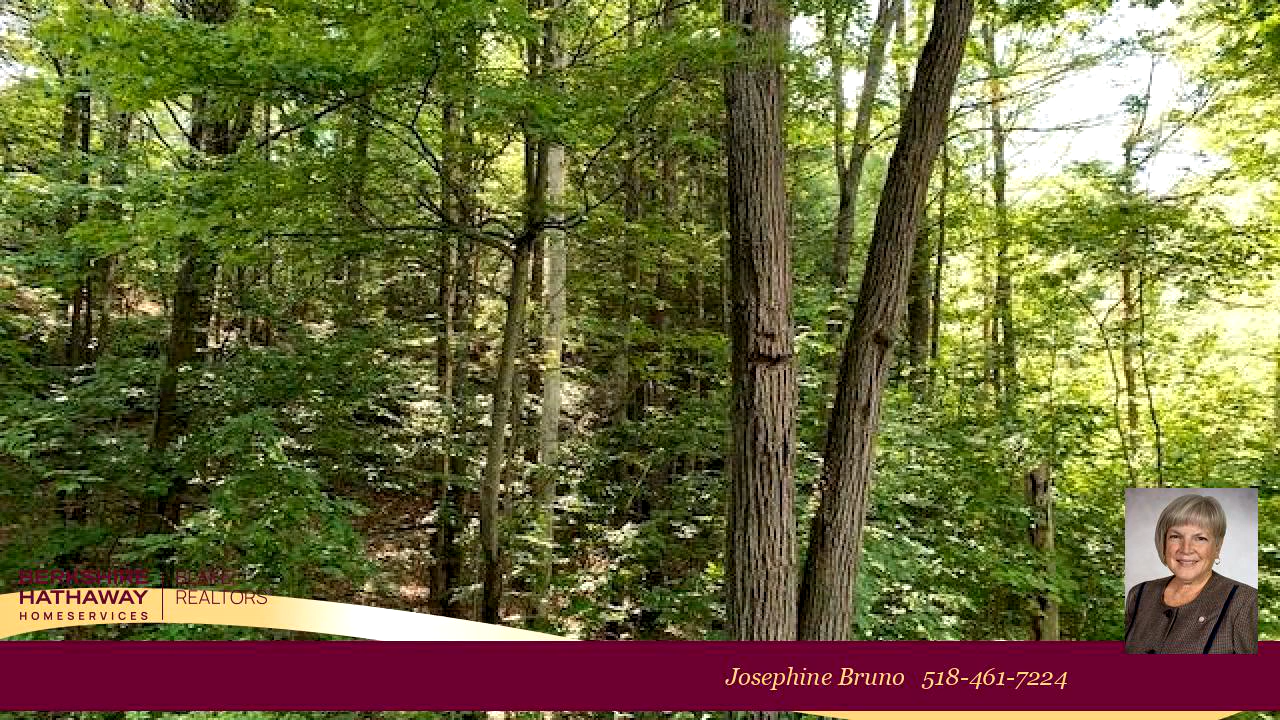 BERKSHIRE
HATHAWAY
HOMESERVICES
BLAKE,
REALTORS
Josephine Bruno 518-461-7224